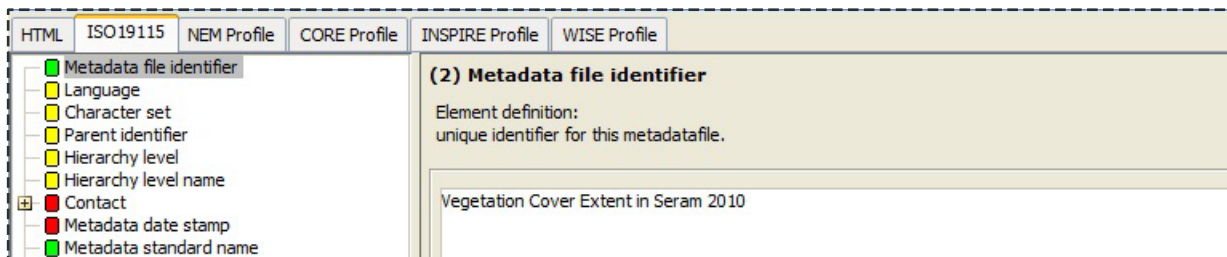 HTML ISO19115 NEM Profile CORE Profile INSPIRE Profile WISE Profile
Metadata file identifier
Language
Character set
Parent identifier
Hierarchy level
Hierarchy level name
Contact
Metadata date stamp
Metadata standard name
(2) Metadata file identifier
Element definition:
unique identifier for this metadatafile.
Vegetation Cover Extent in Seram 2010